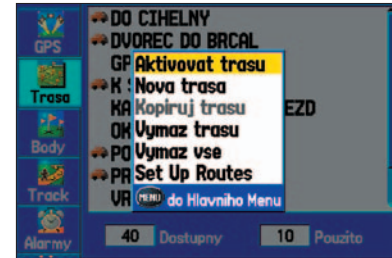 GPS
Trasa
Body
Track
Alarmy
DO CIHELNY
DVOREC DO BRCAL
GP
K S
KA EZD
OK
PO
PR
VA
Aktivovat trasu
Nova trasa
Kopiruj trasu
Vymaz trasu
Vymaz vse
Set Up Routes
MENU do Hlavniho Menu
40 Dostupny 10 Pouzito